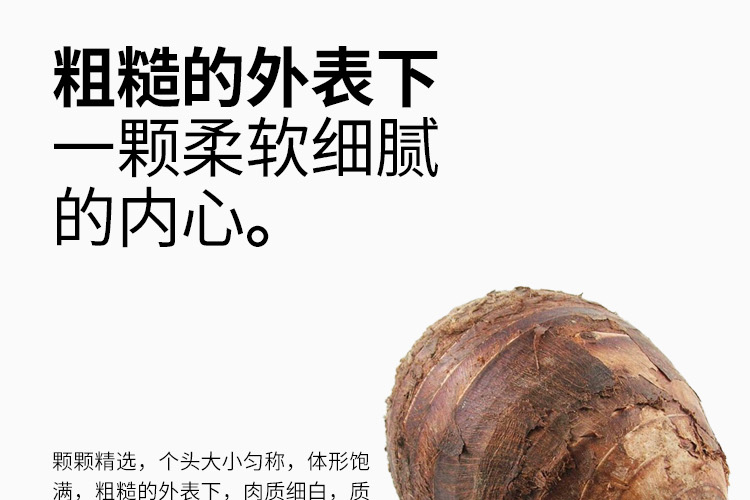 粗糙的外表下
一颗柔软细腻
的内心。
颗颗精选，个头大小匀称，体形饱
满，粗糙的外表下，肉质细白，质